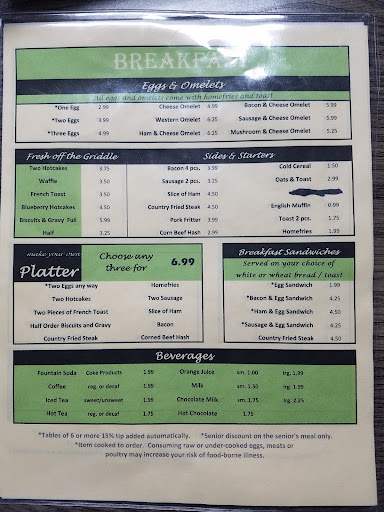 BREAKFAST
Eggs & Omelets
All eggs and omelets come with homefries and toast
*One Egg 2.99 Cheese Omelet 5.99 Bacon & Cheese Omelet 5.99
*Two Eggs 3.99 Western Omelet 6.25 Sausage & Cheese Omelet 5.99
*Three Eggs 4.99 Ham & Cheese Omelet 6.25 Mushroom & Cheese Omelet 5.25
Fresh off the Griddle Sides & Starters
Two Hotcakes 3.75 Bacon 4 pcs. 3.99 Cold Cereal 1.50
Waffle 3.50 Sausage 2 pcs. 3.25 Oats & Toast 2.99
French Toast 3.50 Slice of Ham 4.50
Blueberry Hotcakes 4.50 Country Fried Steak 4.50 English Muffin 0.99
Biscuits & Gravy Full 5.99 Pork Fritter 3.99 Toast 2 pcs. 1.75
Half 3.25 Corn Beef Hash 2.99 Homefries 1.99
make your own
Platter
Choose any
three for 6.99
*Two Eggs any way Homefries
Two Hotcakes Two Sausage
Two Pieces of French Toast Slice of Ham
Half Order Biscuits and Gravy Bacon
Country Fried Steak Corned Beef Hash
Breakfast Sandwiches
Served on your choice of
white or wheat bread / toast
*Egg Sandwich 1.99
*Bacon & Egg Sandwich 4.25
*Ham & Egg Sandwich 4.50
*Sausage & Egg Sandwich 4.25
Country Fried Steak 4.50
Beverages
Fountain Soda Coke Products 1.99 Orange Juice sm. 1.00 lrg. 1.99
Coffee reg. or decaf 1.99 Milk sm. 1.50 lrg. 1.99
Iced Tea sweet/unsweet 1.99 Chocolate Milk sm. 1.75 lrg. 2.25
Hot Tea reg. or decaf 1.75 Hot Chocolate 1.75
*Tables of 6 or more 15% tip added automatically. *Senior discount on the senior's meal only.
*Item cooked to order. Consuming raw or under-cooked eggs, meats or
poultry may increase your risk of food-borne illness.